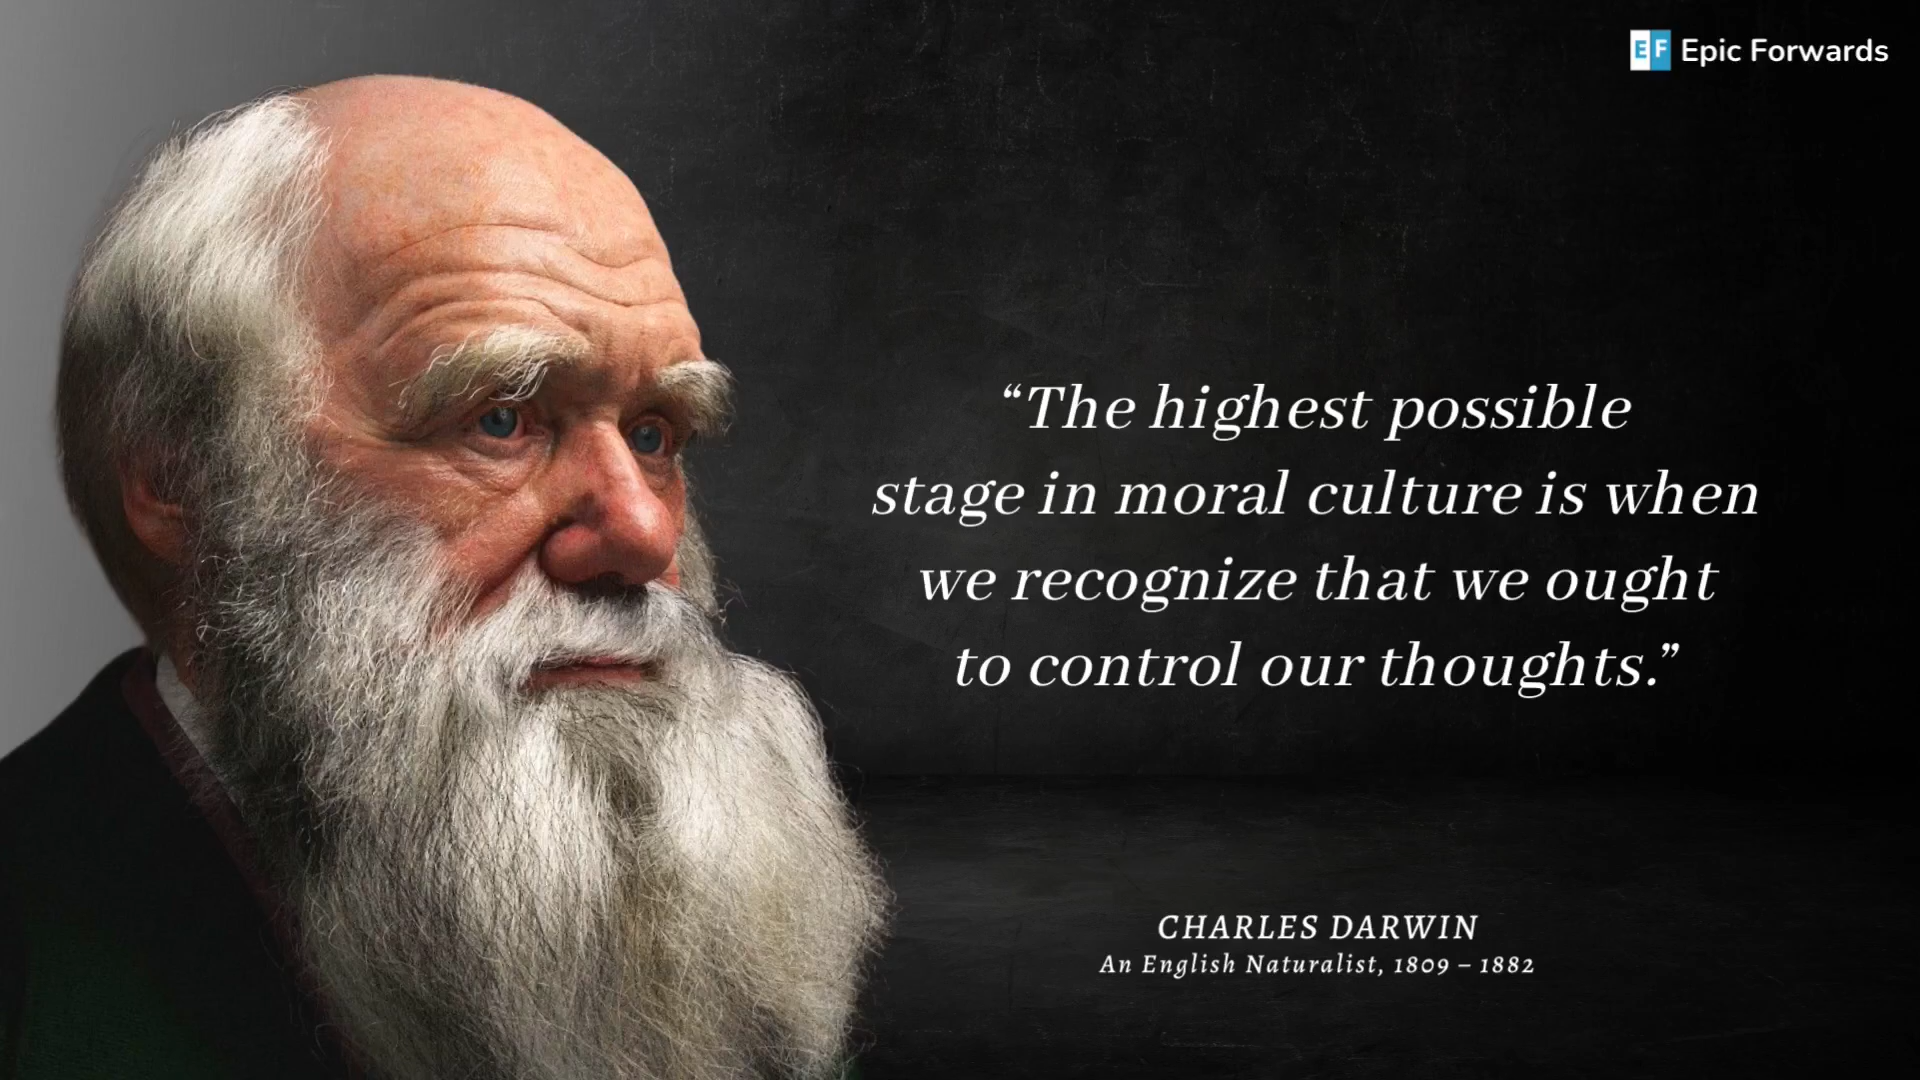 EF Epic Forwards
“The highest possible
stage in moral culture is when
we recognize that we ought
to control our thoughts.”
CHARLES DARWIN
An English Naturalist, 1809 – 1882